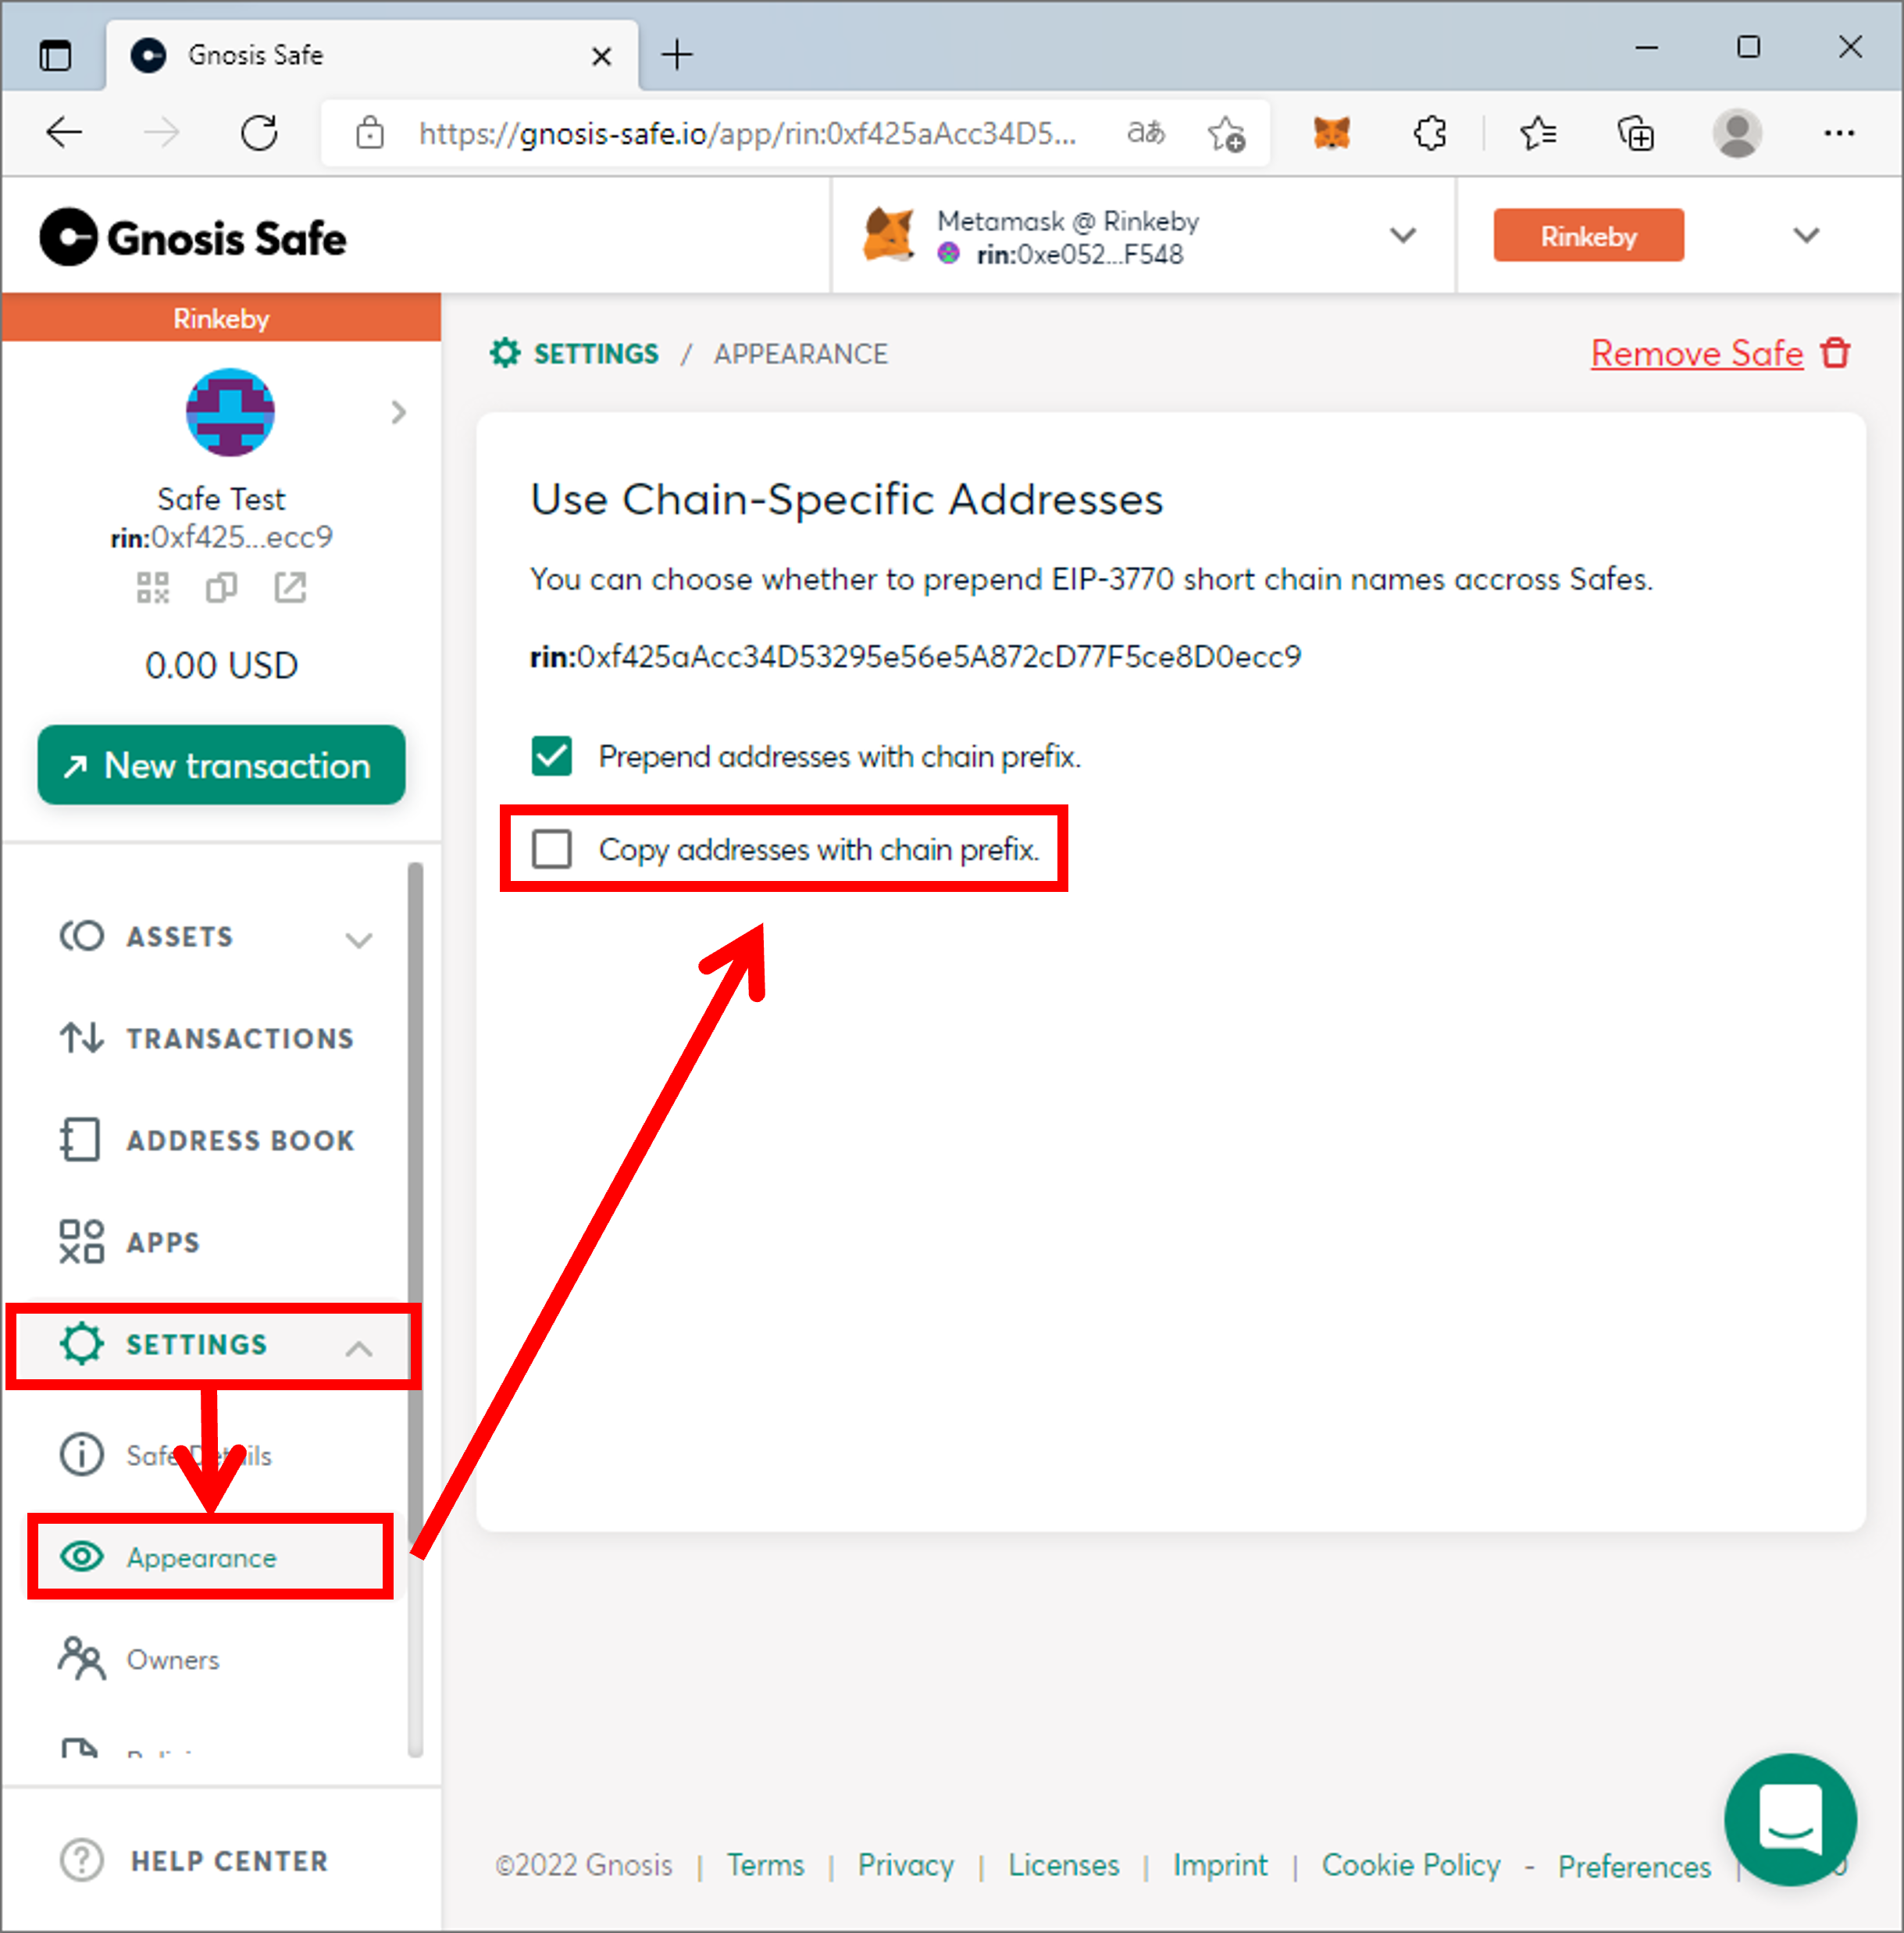 Gnosis Safe
https://gnosis-safe.io/app/rin:0xf425aAcc34D5...
aあ
Gnosis Safe
Metamask @ Rinkeby
rin:0xe052...F548
Rinkeby
Rinkeby
SETTINGS / APPEARANCE
Remove Safe
Safe Test
rin:0xf425...ecc9
0.00 USD
New transaction
Use Chain-Specific Addresses
You can choose whether to prepend EIP-3770 short chain names accross Safes.
rin:0xf425aAcc34D53295e56e5A872cD77F5ce8D0ecc9
Prepend addresses with chain prefix.
Copy addresses with chain prefix.
ASSETS
TRANSACTIONS
ADDRESS BOOK
APPS
SETTINGS
Safe Details
Appearance
Owners
HELP CENTER
©2022 Gnosis | Terms | Privacy | Licenses | Imprint | Cookie Policy - Preferences |